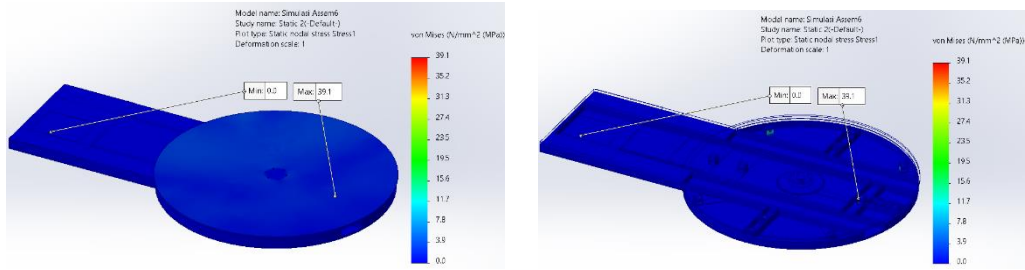 Model name: Simulasi Assem6
Study name: Static 2(-Default-)
Plot type: Static nodal stress Stress1
Deformation scale: 1
von Mises (N/mm^2 (MPa))
39.1
35.2
31.3
27.4
23.5
19.5
15.6
11.7
7.8
3.9
0.0
Min: 0.0
Max: 39.1
Model name: Simulasi Assem6
Study name: Static 2(-Default-)
Plot type: Static nodal stress Stress1
Deformation scale: 1
von Mises (N/mm^2 (MPa))
39.1
35.2
31.3
27.4
23.5
19.5
15.6
11.7
7.8
3.9
0.0
Min: 0.0
Max: 39.1